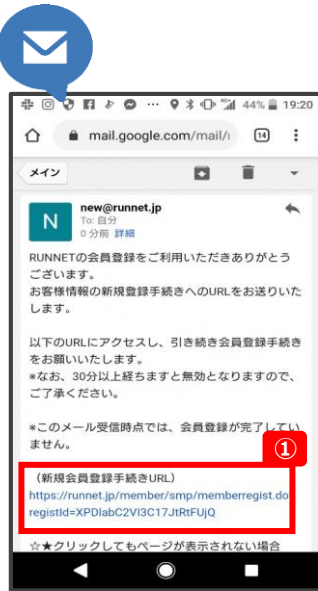 44% 19:20
mail.google.com/mail/
14
メイン
N
new@runnet.jp
To: 自分
0 分前 詳細
RUNNETの会員登録をご利用いただきありがとう
ございます。
お客様情報の新規登録手続きへのURLをお送りいた
します。
以下のURLにアクセスし、引き続き会員登録手続き
をお願いいたします。
*なお、30分以上経ちますと無効となりますので、
ご了承ください。
*このメール受信時点では、会員登録が完了してい
ません。
①
（新規会員登録手続きURL）
https://runnet.jp/member/smp/memberregist.do
registId=XPDlabC2VI3C17JtRtFUjQ
☆★クリックしてもページが表示されない場合